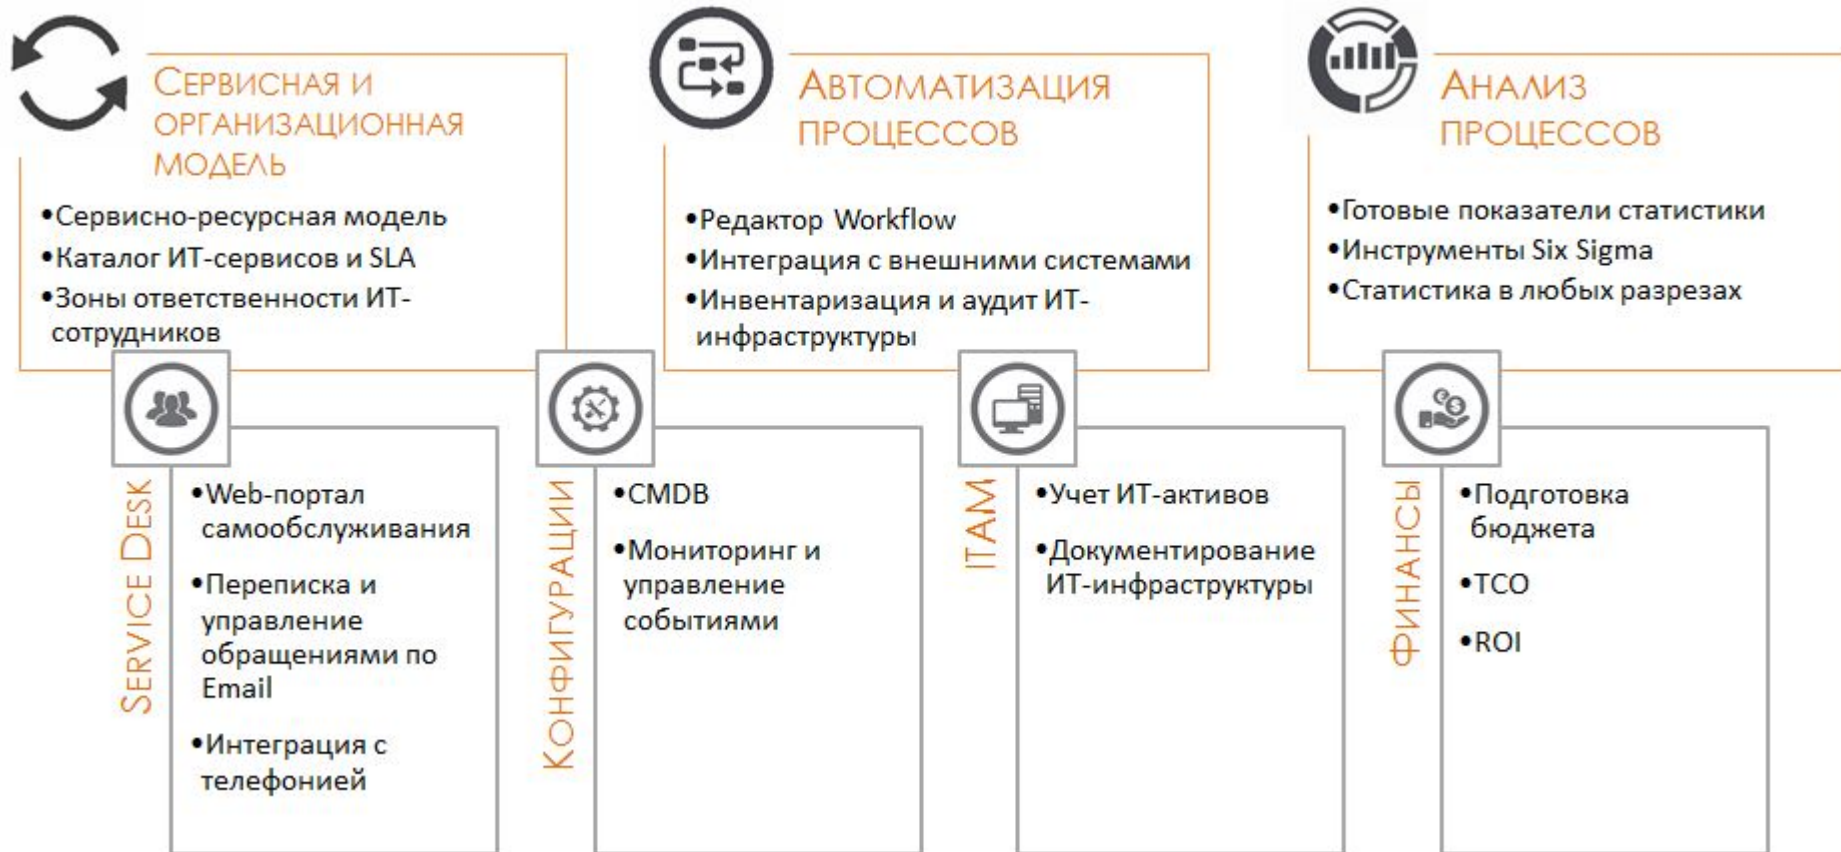 Сервисная и
организационная
модель
•Сервисно-ресурсная модель
•Каталог ИТ-сервисов и SLA
•Зоны ответственности ИТ-
сотрудников
Автоматизация
процессов
•Редактор Workflow
•Интеграция с внешними системами
•Инвентаризация и аудит ИТ-
инфраструктуры
Анализ
процессов
•Готовые показатели статистики
•Инструменты Six Sigma
•Статистика в любых разрезах
Service Desk
•Web-портал
самообслуживания
•Переписка и
управление
обращениями по
Email
•Интеграция с
телефонией
Конфигурации
•CMDB
•Мониторинг и
управление
событиями
ITAM
•Учет ИТ-активов
•Документирование
ИТ-инфраструктуры
Финансы
•Подготовка
бюджета
•TCO
•ROI